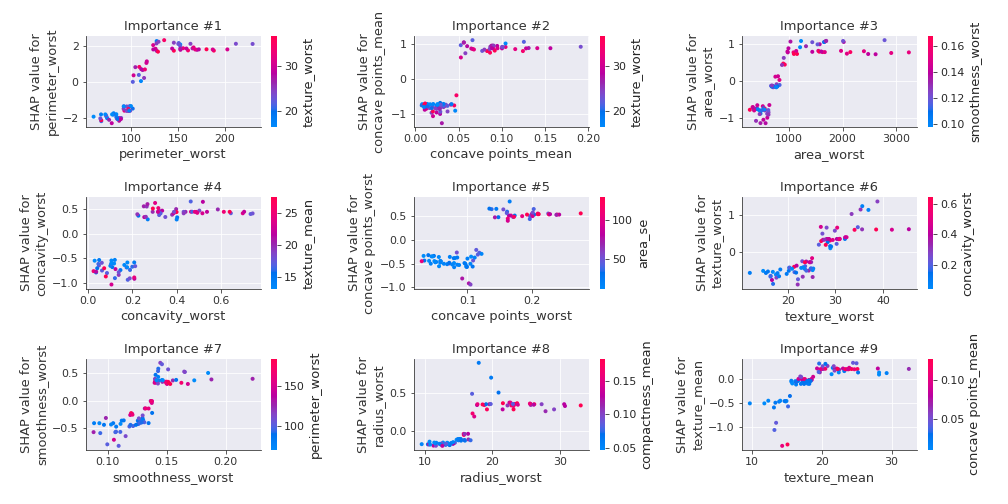 Importance #1
SHAP value for
perimeter_worst
2
0
−2
100
150
200
perimeter_worst
30
20
texture_worst
Importance #2
SHAP value for
concave points_mean
1
0
−1
0.00
0.05
0.10
0.15
0.20
concave points_mean
30
20
texture_worst
Importance #3
SHAP value for
area_worst
1
0
−1
1000
2000
3000
area_worst
0.16
0.14
0.12
0.10
smoothness_worst
Importance #4
SHAP value for
concavity_worst
0.5
0.0
−0.5
−1.0
0.0
0.2
0.4
0.6
concavity_worst
25
20
15
texture_mean
Importance #5
SHAP value for
concave points_worst
0.5
0.0
−0.5
−1.0
0.1
0.2
concave points_worst
100
50
area_se
Importance #6
SHAP value for
texture_worst
1
0
20
30
40
texture_worst
0.6
0.4
0.2
concavity_worst
Importance #7
SHAP value for
smoothness_worst
0.5
0.0
−0.5
0.10
0.15
0.20
smoothness_worst
150
100
perimeter_worst
Importance #8
SHAP value for
radius_worst
0.5
0.0
10
20
30
radius_worst
0.15
0.10
0.05
compactness_mean
Importance #9
SHAP value for
texture_mean
0.0
−0.5
−1.0
10
20
30
texture_mean
0.10
0.05
concave points_mean